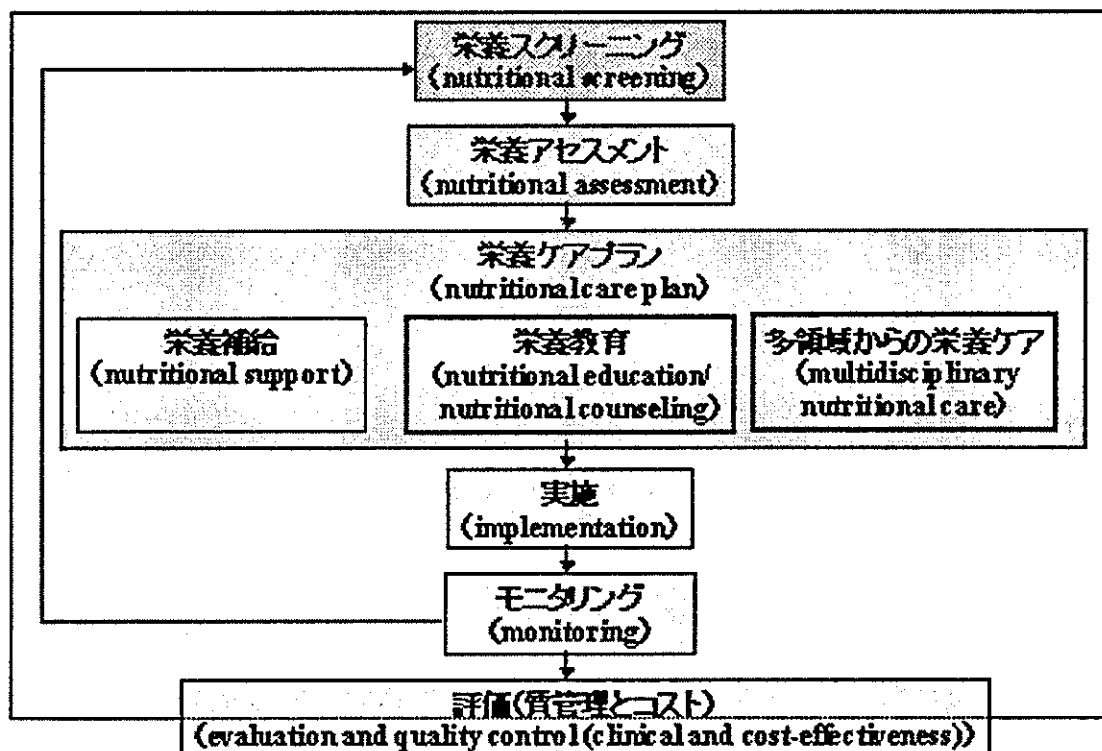 栄養スクリーニング
(nutritional screening)
栄養アセスメント
(nutritional assessment)
栄養ケアプラン
(nutritional care plan)
栄養補給
(nutritional support)
栄養教育
(nutritional education/
nutritional counseling)
多領域からの栄養ケア
(multidisciplinary
nutritional care)
実施
(implementation)
モニタリング
(monitoring)
評価(質管理とコスト)
(evaluation and quality control (clinical and cost-effectiveness))